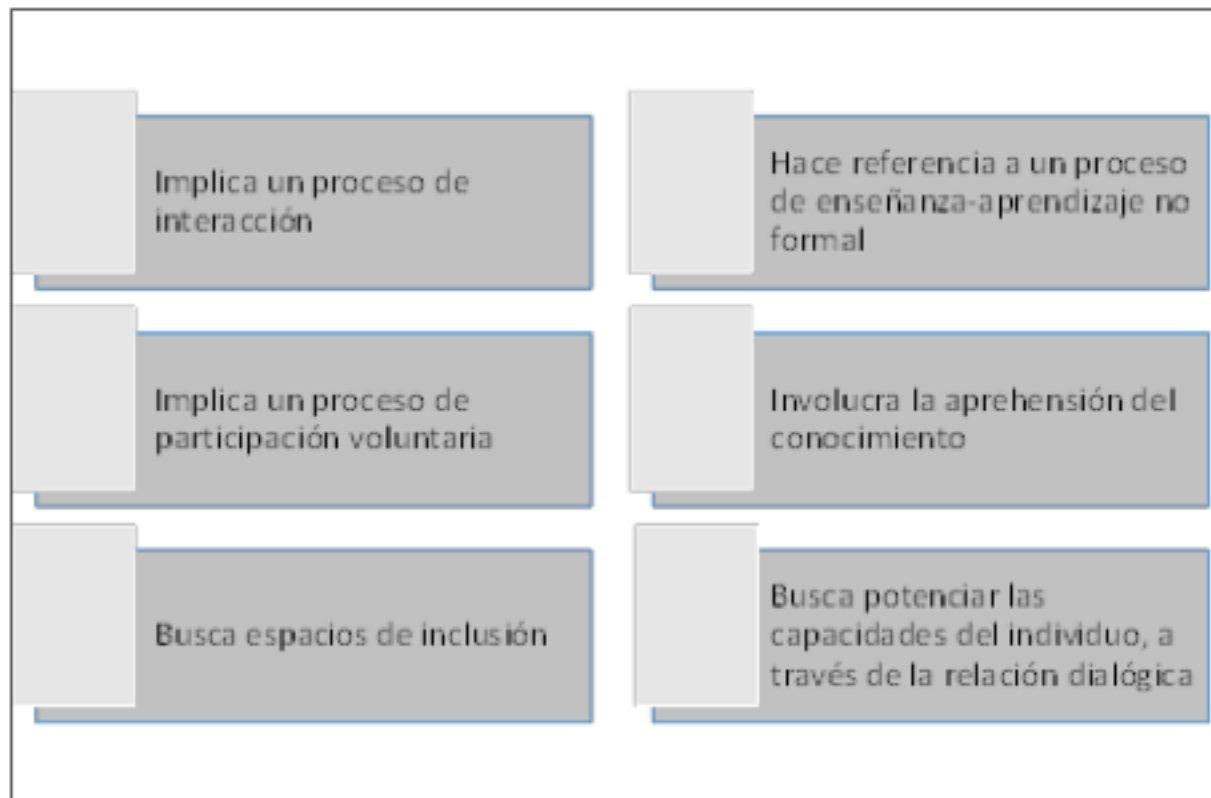 Implica un proceso de
interacción
Hace referencia a un proceso
de enseñanza-aprendizaje no
formal
Implica un proceso de
participación voluntaria
Involucra la aprehensión del
conocimiento
Busca espacios de inclusión
Busca potenciar las
capacidades del individuo, a
través de la relación dialógica